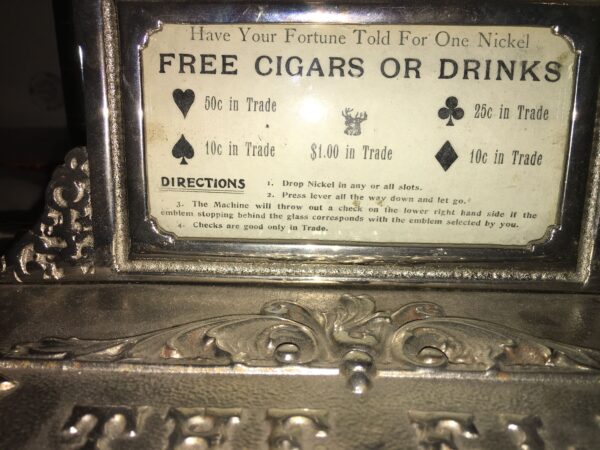 Have Your Fortune Told For One Nickel
FREE CIGARS OR DRINKS
50c in Trade 25c in Trade
10c in Trade $1.00 in Trade 10c in Trade
DIRECTIONS 1. Drop Nickel in any or all slots.
2. Press lever all the way down and let go.
3. The Machine will throw out a check on the lower right hand side if the
emblem stopping behind the glass corresponds with the emblem selected by you.
4. Checks are good only in Trade.
THE